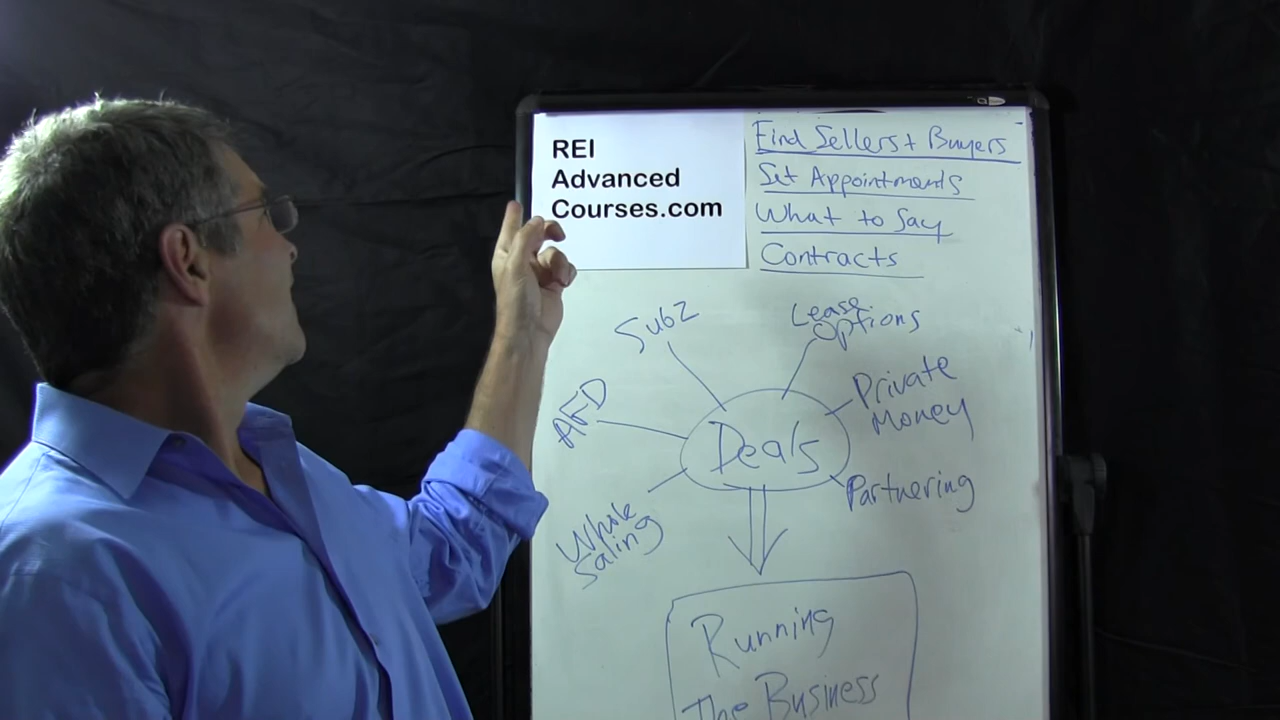 REI
Advanced
Courses.com
Find Sellers + Buyers
Set Appointments
What to Say
Contracts
Sub2
Lease
Options
AFD
Private
Money
Deals
Partnering
Whole
saling
Running
The Business